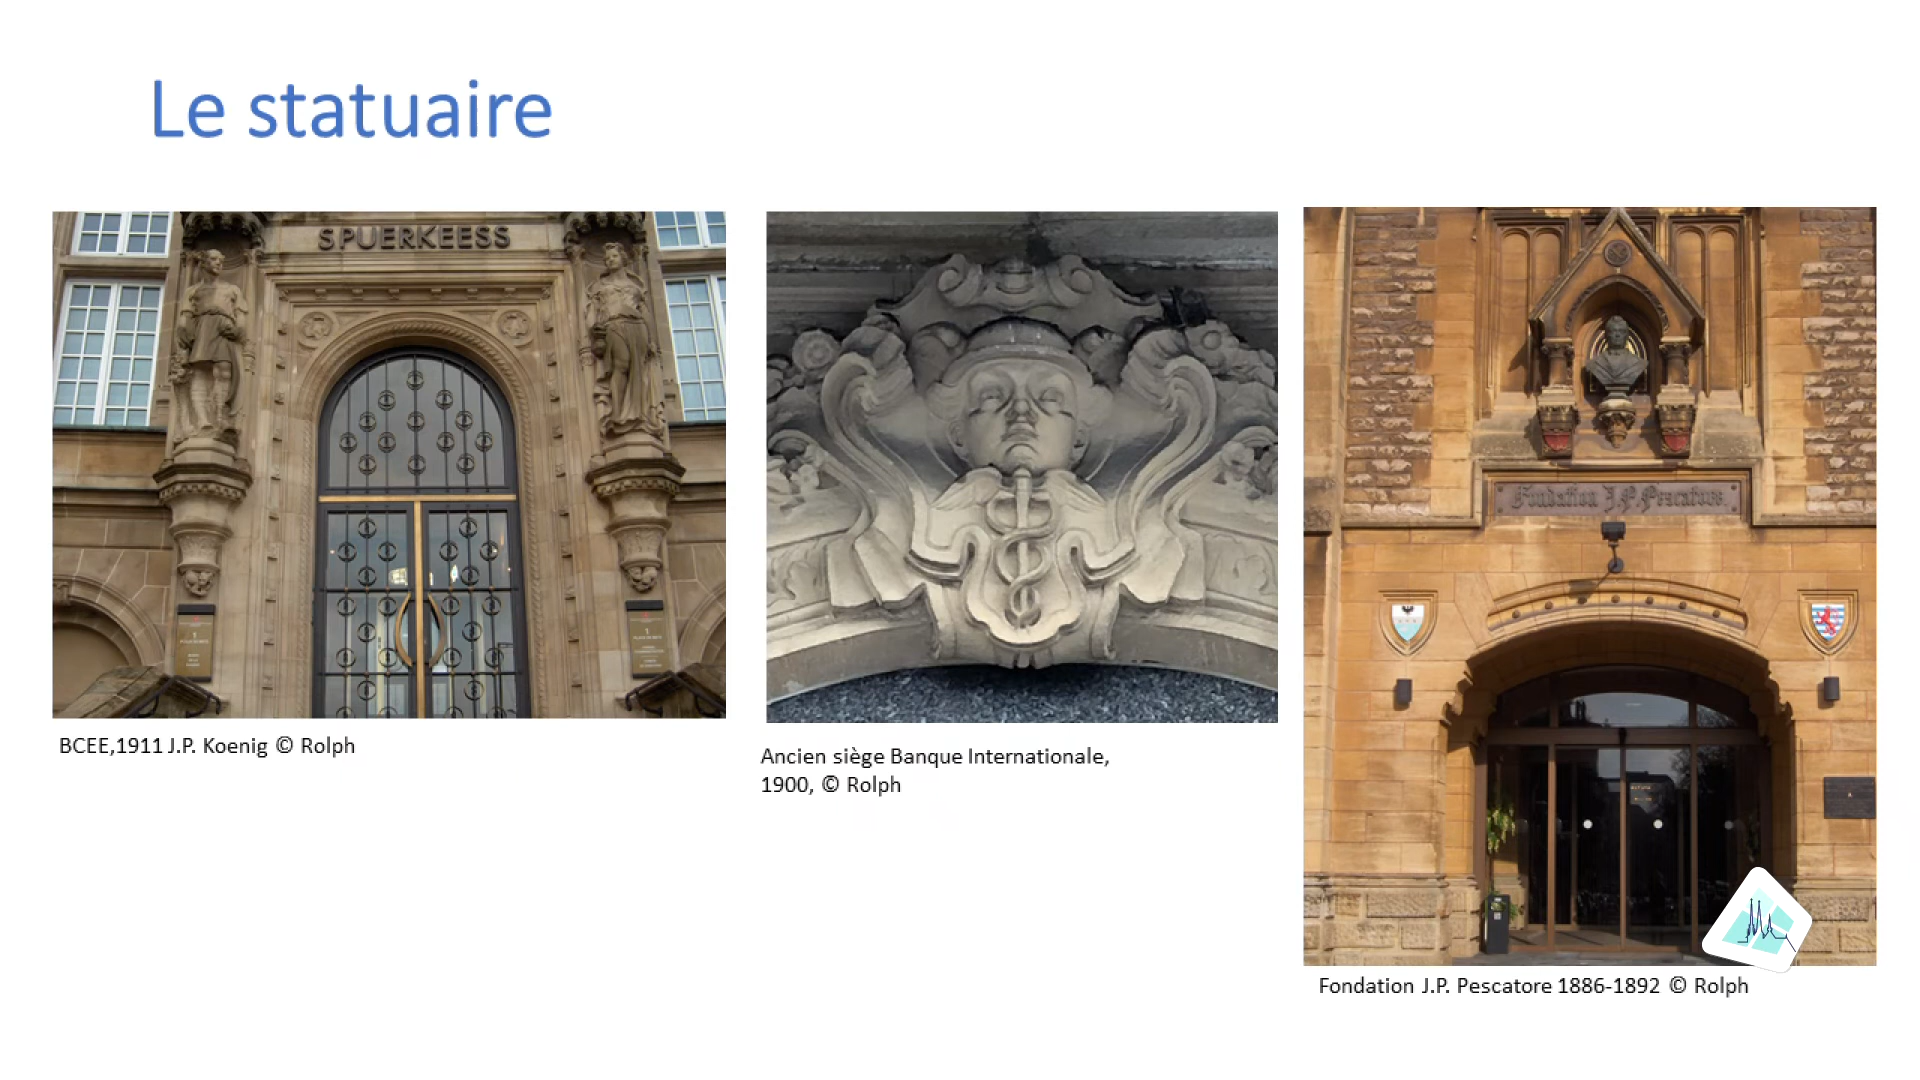 Le statuaire
SPUERKEESS
BCEE,1911 J.P. Koenig © Rolph
Ancien siège Banque Internationale,
1900, © Rolph
Fondation J.P. Pescatore
Fondation J.P. Pescatore 1886-1892 © Rolph